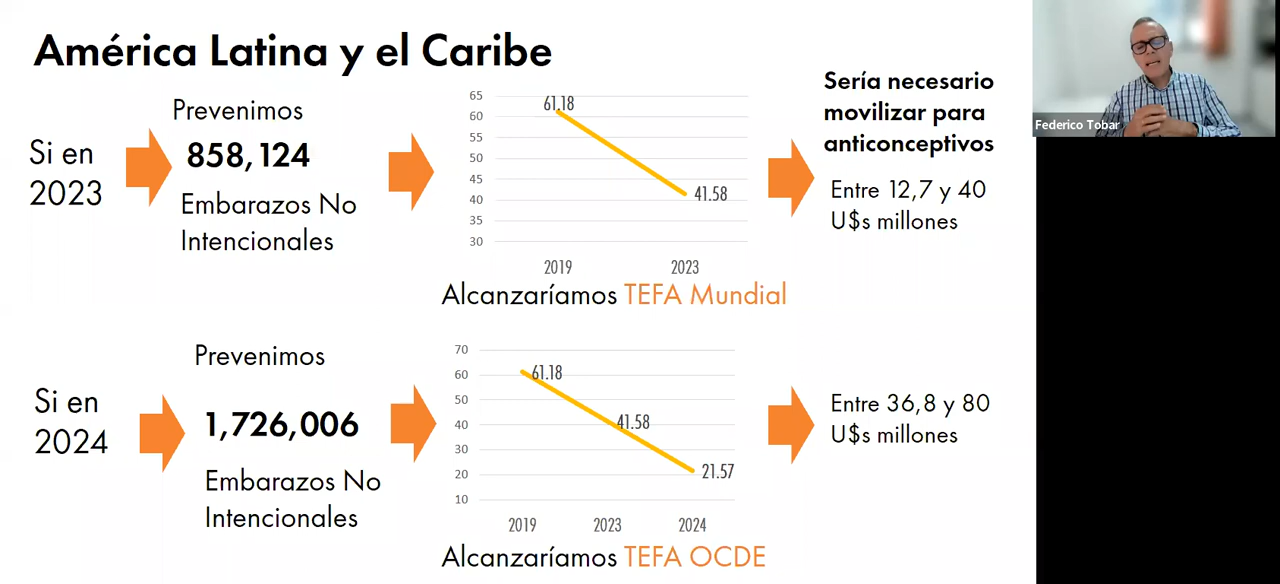 América Latina y el Caribe
Si en
2023
Prevenimos
858,124
Embarazos No
Intencionales
65
60
55
50
45
40
35
30
61.18
41.58
2019 2023
Alcanzaríamos TEFA Mundial
Sería necesario
movilizar para
anticonceptivos
Entre 12,7 y 40
U$s millones
Si en
2024
Prevenimos
1,726,006
Embarazos No
Intencionales
70
60
50
40
30
20
10
61.18
41.58
21.57
2019 2023 2024
Alcanzaríamos TEFA OCDE
Entre 36,8 y 80
U$s millones
Federico Tobar